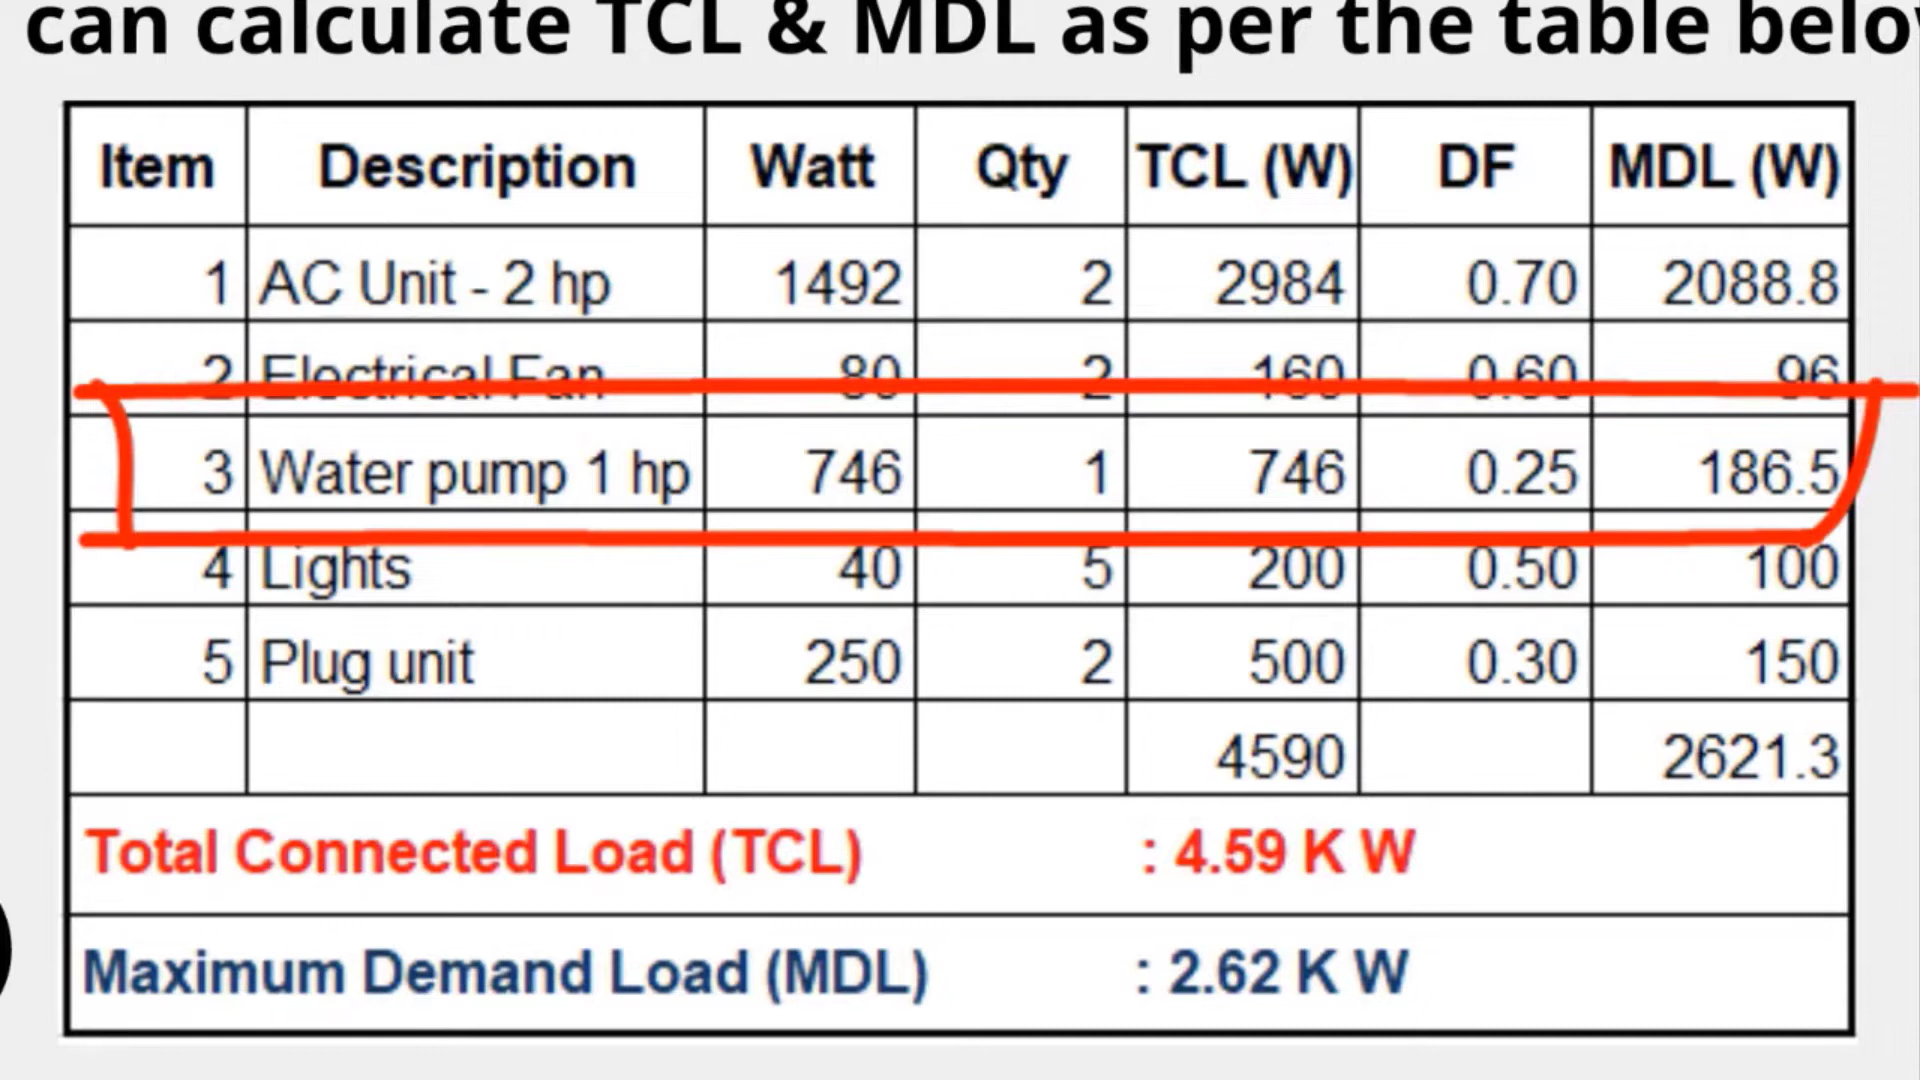 can calculate TCL & MDL as per the table belo
Item Description Watt Qty TCL (W) DF MDL (W)
1 AC Unit - 2 hp 1492 2 2984 0.70 2088.8
2 Electrical Fan 80 2 160 0.60 96
3 Water pump 1 hp 746 1 746 0.25 186.5
4 Lights 40 5 200 0.50 100
5 Plug unit 250 2 500 0.30 150
4590 2621.3
Total Connected Load (TCL) : 4.59 K W
Maximum Demand Load (MDL) : 2.62 K W